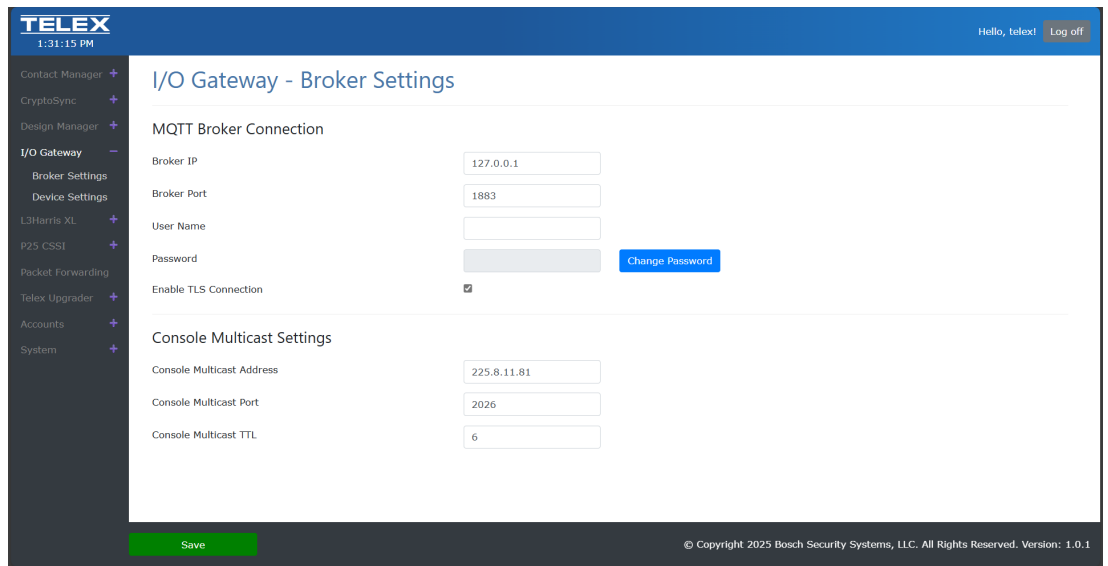 TELEX
1:31:15 PM
Hello, telex!
Log off
Contact Manager +
CryptoSync +
Design Manager +
I/O Gateway −
Broker Settings
Device Settings
L3Harris XL +
P25 CSSI +
Packet Forwarding
Telex Upgrader +
Accounts +
System +
I/O Gateway - Broker Settings
MQTT Broker Connection
Broker IP 127.0.0.1
Broker Port 1883
User Name
Password Change Password
Enable TLS Connection
Console Multicast Settings
Console Multicast Address 225.8.11.81
Console Multicast Port 2026
Console Multicast TTL 6
Save
© Copyright 2025 Bosch Security Systems, LLC. All Rights Reserved. Version: 1.0.1